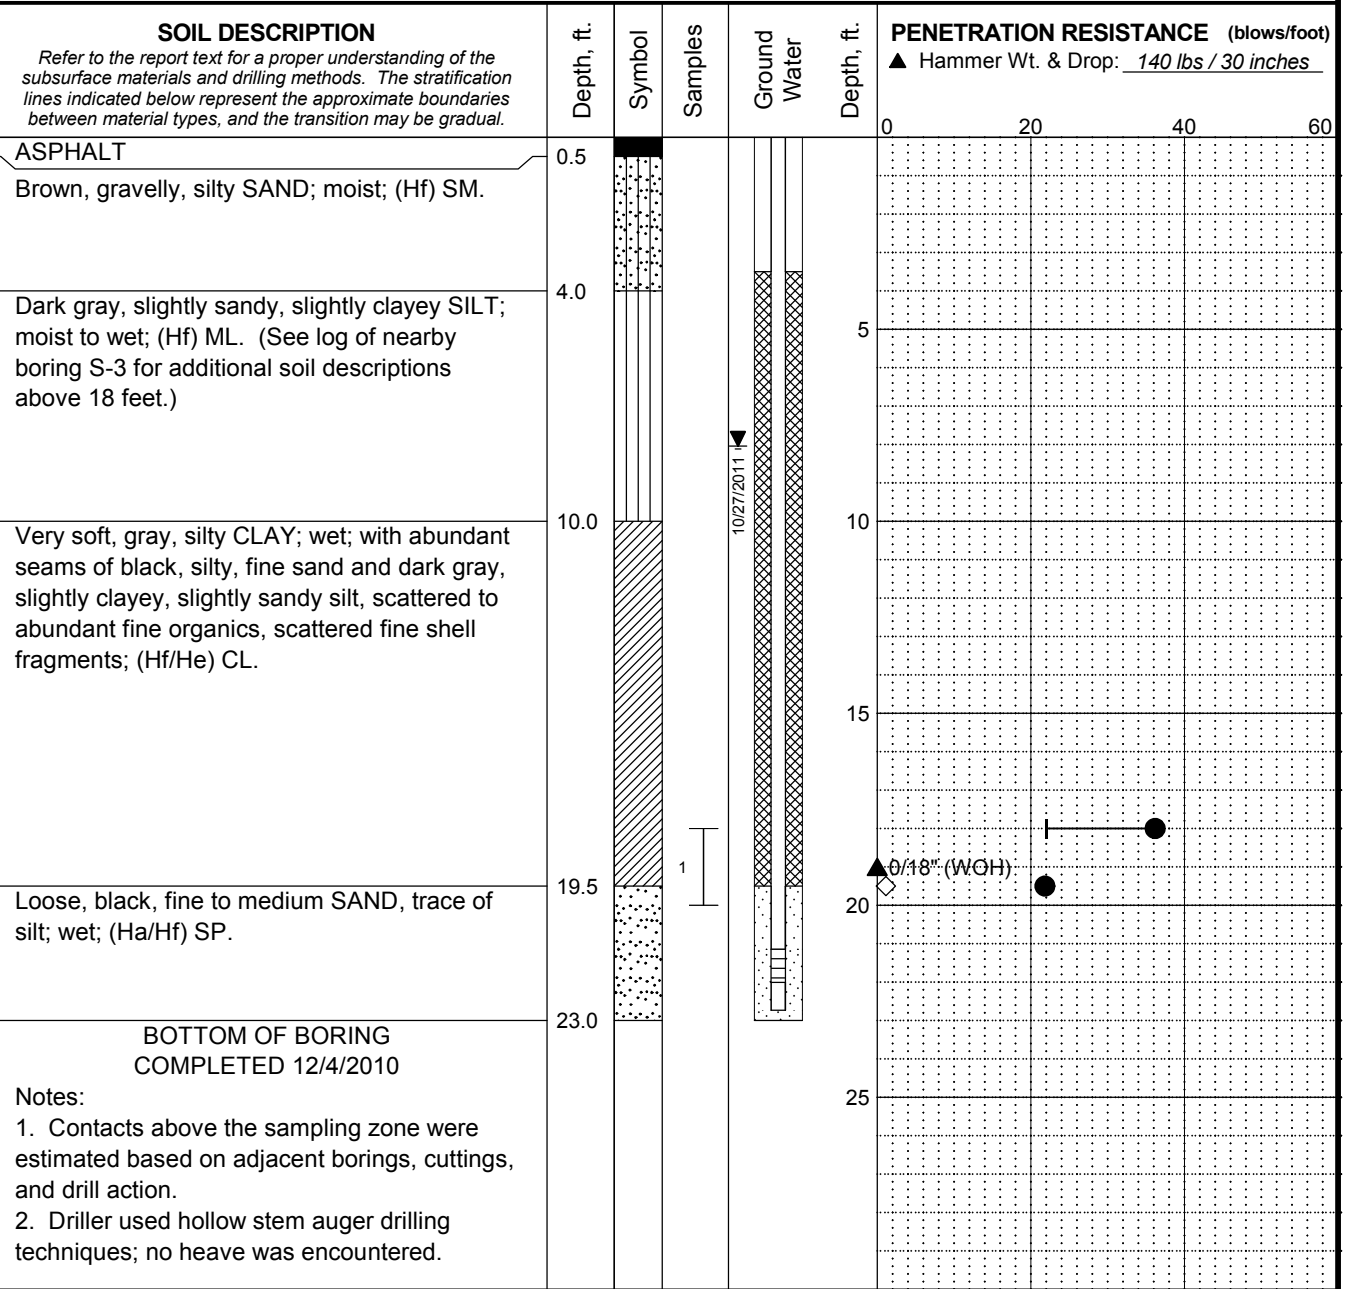 SOIL DESCRIPTION
Refer to the report text for a proper understanding of the
subsurface materials and drilling methods. The stratification
lines indicated below represent the approximate boundaries
between material types, and the transition may be gradual.
Depth, ft.
Symbol
Samples
Ground
Water
Depth, ft.
PENETRATION RESISTANCE (blows/foot)
▲ Hammer Wt. & Drop: 140 lbs / 30 inches
0 20 40 60
ASPHALT
0.5
Brown, gravelly, silty SAND; moist; (Hf) SM.
4.0
Dark gray, slightly sandy, slightly clayey SILT;
moist to wet; (Hf) ML. (See log of nearby
boring S-3 for additional soil descriptions
above 18 feet.)
5
10/27/2011
10.0
10
Very soft, gray, silty CLAY; wet; with abundant
seams of black, silty, fine sand and dark gray,
slightly clayey, slightly sandy silt, scattered to
abundant fine organics, scattered fine shell
fragments; (Hf/He) CL.
15
1
0/18" (WOH)
19.5
20
Loose, black, fine to medium SAND, trace of
silt; wet; (Ha/Hf) SP.
23.0
BOTTOM OF BORING
COMPLETED 12/4/2010
25
Notes:
1. Contacts above the sampling zone were
estimated based on adjacent borings, cuttings,
and drill action.
2. Driller used hollow stem auger drilling
techniques; no heave was encountered.